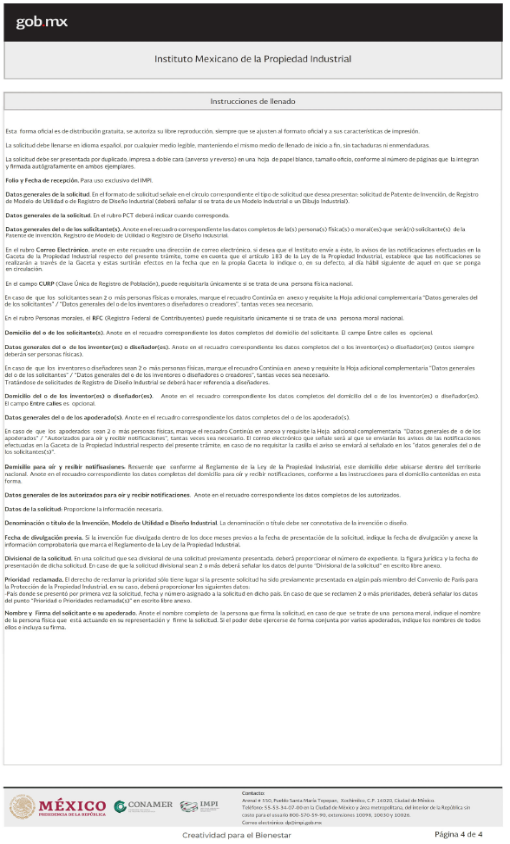 gob mx
Instituto Mexicano de la Propiedad Industrial
Instrucciones de llenado
Esta forma oficial es de distribución gratuita, se autoriza su libre reproducción, siempre que se ajusten al formato oficial y a sus características de impresión.
La solicitud debe llenarse en idioma español, por cualquier medio legible, manteniendo el mismo medio de llenado de inicio a fin, sin tachaduras ni enmendaduras.
La solicitud debe ser presentada por duplicado, impresa a doble cara (anverso y reverso) en una hoja de papel blanco, tamaño oficio, conforme al número de páginas que la integran
y firmada autógrafamente en ambos ejemplares.
Folio y Fecha de recepción. Para uso exclusivo del IMPI.
Datos generales de la solicitud. En el formato de solicitud señale en el círculo correspondiente el tipo de solicitud que desea presentar: solicitud de Patente de Invención, de Registro
de Modelo de Utilidad o de Registro de Diseño Industrial (deberá señalar si se trata de un Modelo Industrial o un Dibujo Industrial).
Datos generales de la solicitud. En el rubro PCT deberá indicar cuando corresponda.
Datos generales del o de los solicitante(s). Anote en el recuadro correspondiente los datos completos de la(s) persona(s) física(s) o moral(es) que será(n) solicitante(s) de la
Patente de Invención, Registro de Modelo de Utilidad o Registro de Diseño Industrial.
En el rubro Correo Electrónico, anote en este recuadro una dirección de correo electrónico, si desea que el Instituto envíe a éste, lo avisos de las notificaciones efectuadas en la
Gaceta de la Propiedad Industrial respecto del presente trámite, tome en cuenta que el artículo 183 de la Ley de la Propiedad Industrial, establece que las notificaciones se
realizarán a través de la Gaceta y éstas surtirán efectos en la fecha que en la propia Gaceta lo indique o, en su defecto, al día hábil siguiente de aquel en que se ponga
en circulación.
En el campo CURP (Clave Única de Registro de Población), puede requisitarla únicamente si se trata de una persona física nacional.
En caso de que los solicitantes sean 2 o más personas físicas o morales, marque el recuadro Continúa en anexo y requisite la Hoja adicional complementaria "Datos generales del
o de los solicitantes" / "Datos generales del o de los inventores o diseñadores o creadores", tantas veces sea necesario.
En el rubro Personas morales, el RFC (Registro Federal de Contribuyentes) puede requisitarlo únicamente si se trata de una persona moral nacional.
Domicilio del o de los solicitante(s). Anote en el recuadro correspondiente los datos completos del domicilio del solicitante. El campo Entre calles es opcional.
Datos generales del o de los inventor(es) o diseñador(es). Anote en el recuadro correspondiente los datos completos del o los inventor(es) o diseñador(es) (estos siempre
deberán ser personas físicas).
En caso de que los inventores o diseñadores sean 2 o más personas físicas, marque el recuadro Continúa en anexo y requisite la Hoja adicional complementaria "Datos generales
del o de los solicitantes" / "Datos generales del o de los inventores o diseñadores o creadores", tantas veces sea necesario.
Tratándose de solicitudes de Registro de Diseño Industrial se deberá hacer referencia a diseñadores.
Domicilio del o de los inventor(es) o diseñador(es). Anote en el recuadro correspondiente los datos completos del domicilio del o de los inventor(es) o diseñador(es).
El campo Entre calles es opcional.
Datos generales del o de los apoderado(s). Anote en el recuadro correspondiente los datos completos del o de los apoderado(s).
En caso de que los apoderados sean 2 o más personas físicas, marque el recuadro Continúa en anexo y requisite la Hoja adicional complementaria "Datos generales de o de los
apoderados" / "Autorizados para oír y recibir notificaciones", tantas veces sea necesario. El correo electrónico que señale será al que se enviarán los avisos de las notificaciones
efectuadas en la Gaceta de la Propiedad Industrial respecto del presente trámite, en caso de no requisitar la casilla el aviso se enviará al señalado en los "datos generales del o de
los solicitantes(s)".
Domicilio para oír y recibir notificaciones. Recuerde que conforme al Reglamento de la Ley de la Propiedad Industrial, este domicilio debe ubicarse dentro del territorio
nacional. Anote en el recuadro correspondiente los datos completos del domicilio para oír y recibir notificaciones, conforme a las instrucciones para el domicilio contenidas en esta
forma.
Datos generales de los autorizados para oír y recibir notificaciones. Anote en el recuadro correspondiente los datos completos de los autorizados.
Datos de la solicitud: Proporcione la información necesaria.
Denominación o título de la Invención, Modelo de Utilidad o Diseño Industrial. La denominación o título debe ser connotativa de la invención o diseño.
Fecha de divulgación previa. Si la invención fue divulgada dentro de los doce meses previos a la fecha de presentación de la solicitud, indique la fecha de divulgación y anexe la
información comprobatoria que marca el Reglamento de la Ley de la Propiedad Industrial.
Divisional de la solicitud. En una solicitud que sea divisional de una solicitud previamente presentada, deberá proporcionar el número de expediente, la figura jurídica y la fecha de
presentación de dicha solicitud. En caso de que la solicitud divisional sean 2 o más deberá señalar los datos del punto "Divisional de la solicitud" en escrito libre anexo.
Prioridad reclamada. El derecho de reclamar la prioridad sólo tiene lugar si la presente solicitud ha sido previamente presentada en algún país miembro del Convenio de París para
la Protección de la Propiedad Industrial, en su caso, deberá proporcionar los siguientes datos:
-País donde se presentó por primera vez la solicitud, fecha y número asignado a la solicitud en dicho país. En caso de que se reclamen 2 o más prioridades, deberá señalar los datos
del punto "Prioridad o Prioridades reclamada(s)" en escrito libre anexo.
Nombre y Firma del solicitante o su apoderado. Anote el nombre completo de la persona que firma la solicitud, en caso de que se trate de una persona moral, indique el nombre
de la persona física que está actuando en su representación y firme la solicitud. Si el poder debe ejercerse de forma conjunta por varios apoderados, indique los nombres de todos
ellos e incluya su firma.
MÉXICO
PRESIDENCIA DE LA REPÚBLICA
CONAMER
IMPI
Contacto:
Arenal # 550, Pueblo Santa María Tepepan, Xochimilco, C.P. 16020, Ciudad de México.
Teléfono: 55-53-34-07-00 en la Ciudad de México y área metropolitana, del interior de la República sin
costo para el usuario 800-570-59-90, extensiones 10098, 10030 y 10026.
Correo electrónico: dp@impi.gob.mx
Creatividad para el Bienestar
Página 4 de 4